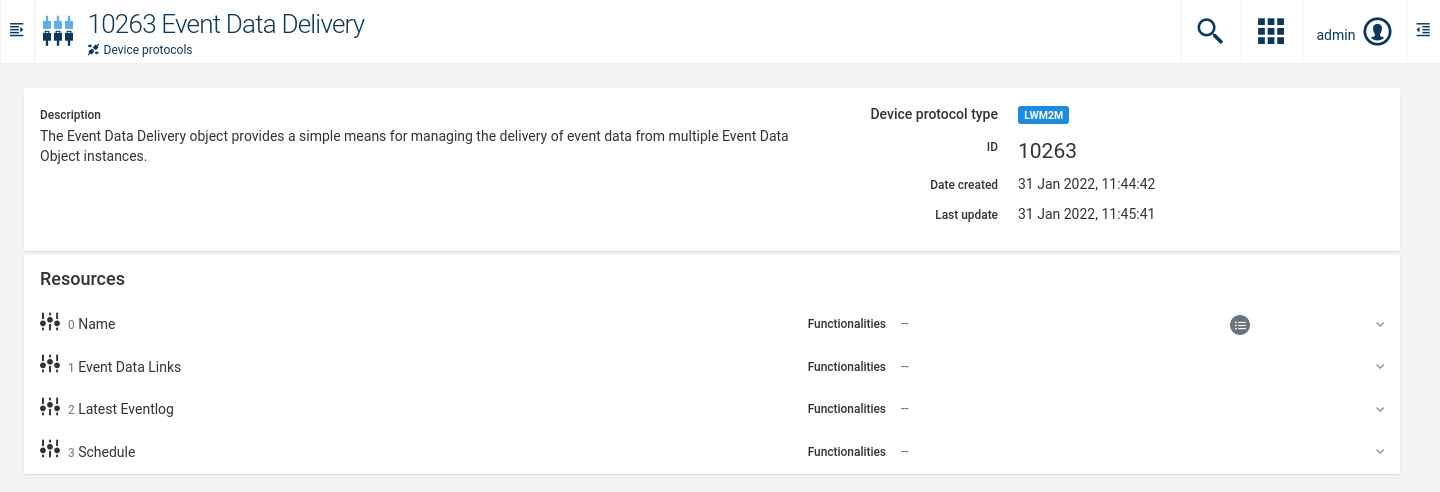 10263 Event Data Delivery
Device protocols
admin
Description
The Event Data Delivery object provides a simple means for managing the delivery of event data from multiple Event Data
Object instances.
Device protocol type LWM2M
ID 10263
Date created 31 Jan 2022, 11:44:42
Last update 31 Jan 2022, 11:45:41
Resources
0 Name Functionalities --
1 Event Data Links Functionalities --
2 Latest Eventlog Functionalities --
3 Schedule Functionalities --